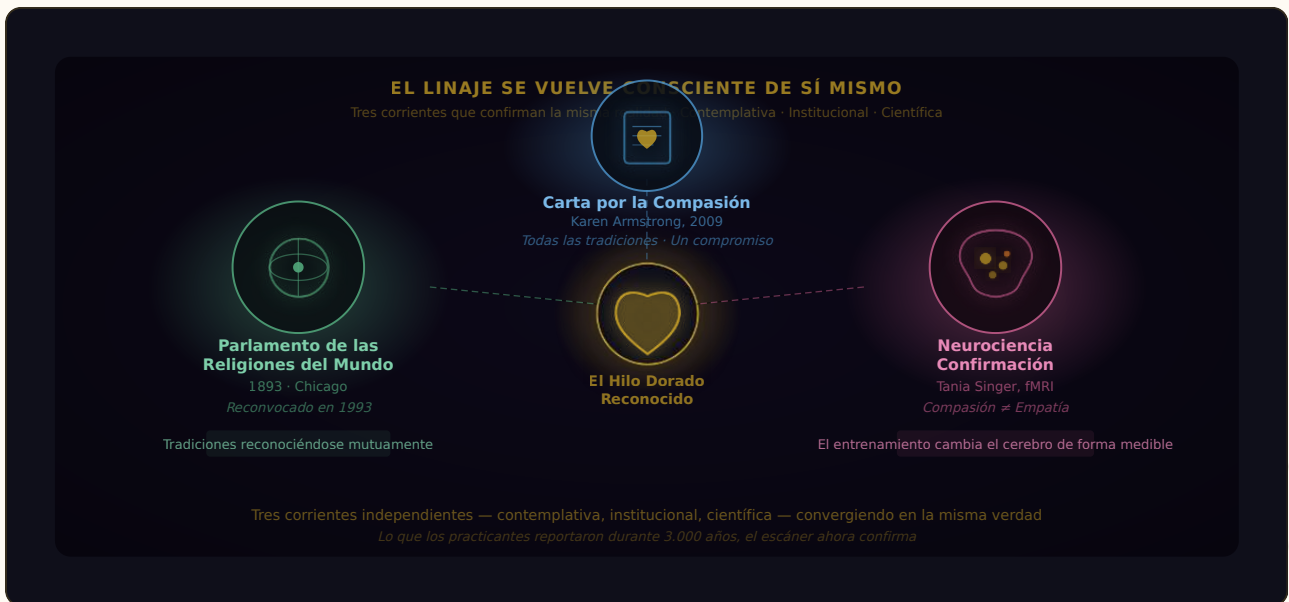 EL LINAJE SE VUELVE CONSCIENTE DE SÍ MISMO
Tres corrientes que confirman la misma · Contemplativa · Institucional · Científica
Carta por la Compasión
Karen Armstrong, 2009
Todas las tradiciones · Un compromiso
Parlamento de las
Religiones del Mundo
1893 · Chicago
Reconvocado en 1993
Tradiciones reconociéndose mutuamente
El Hilo Dorado
Reconocido
Neurociencia
Confirmación
Tania Singer, fMRI
Compasión ≠ Empatía
El entrenamiento cambia el cerebro de forma medible
Tres corrientes independientes — contemplativa, institucional, científica — convergiendo en la misma verdad
Lo que los practicantes reportaron durante 3.000 años, el escáner ahora confirma